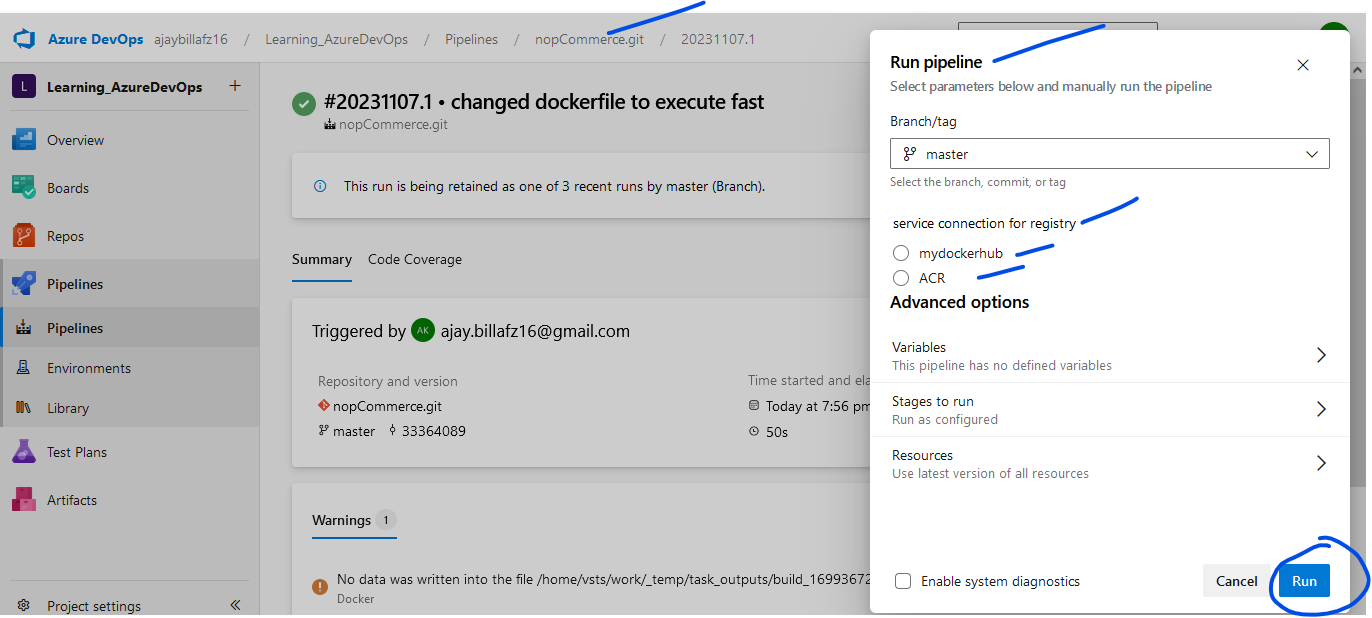 Azure DevOps ajaybillafz16 / Learning_AzureDevOps / Pipelines / nopCommerce.git / 20231107.1
L Learning_AzureDevOps +
Overview
Boards
Repos
Pipelines
Pipelines
Environments
Library
Test Plans
Artifacts
Project settings
#20231107.1 • changed dockerfile to execute fast
nopCommerce.git
This run is being retained as one of 3 recent runs by master (Branch).
Summary Code Coverage
Triggered by AK ajay.billafz16@gmail.com
Repository and version
nopCommerce.git
master 33364089
Time started and ela
Today at 7:56 pm
50s
Warnings 1
No data was written into the file /home/vsts/work/_temp/task_outputs/build_16993672
Docker
Run pipeline
Select parameters below and manually run the pipeline
Branch/tag
master
Select the branch, commit, or tag
service connection for registry
mydockerhub
ACR
Advanced options
Variables
This pipeline has no defined variables
Stages to run
Run as configured
Resources
Use latest version of all resources
Enable system diagnostics
Cancel
Run